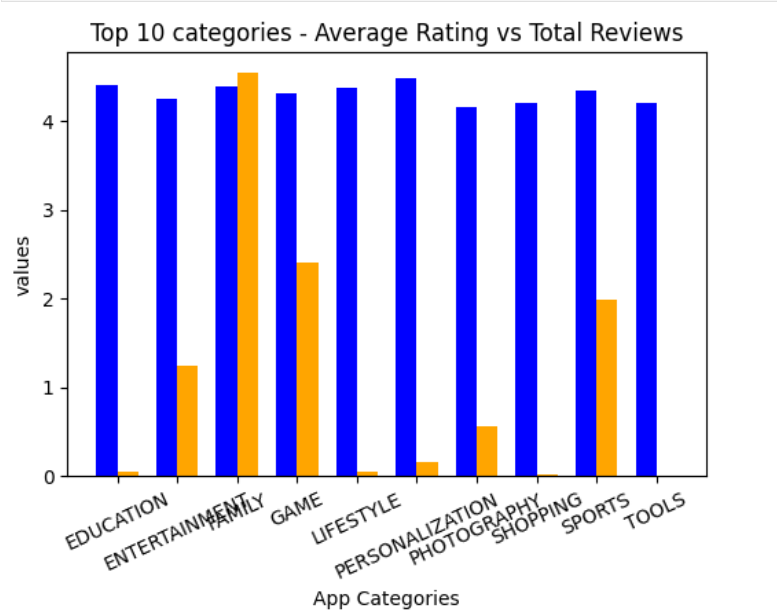 Top 10 categories - Average Rating vs Total Reviews
4
3
2
1
0
values
EDUCATION
ENTERTAINMENT
FAMILY
GAME
LIFESTYLE
PERSONALIZATION
PHOTOGRAPHY
SHOPPING
SPORTS
TOOLS
App Categories